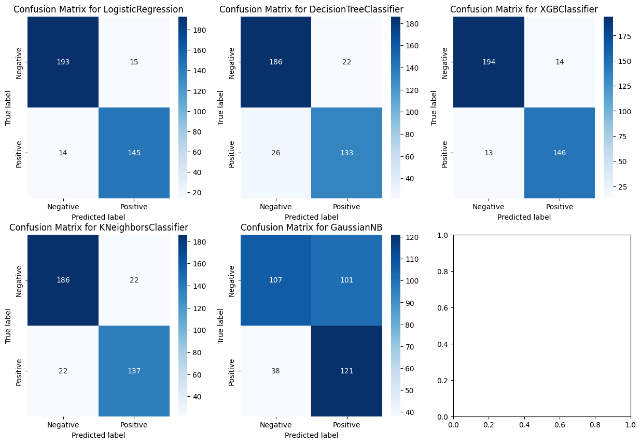 Confusion Matrix for LogisticRegression
Negative 193 15 180 160 140 120 100 80 60 40 20
True label
Positive 14 145
Negative Positive
Predicted label
Confusion Matrix for DecisionTreeClassifier
Negative 186 22 180 160 140 120 100 80 60 40
True label
Positive 26 133
Negative Positive
Predicted label
Confusion Matrix for XGBClassifier
Negative 194 14 175 150 125 100 75 50 25
True label
Positive 13 146
Negative Positive
Predicted label
Confusion Matrix for KNeighborsClassifier
Negative 186 22 180 160 140 120 100 80 60 40
True label
Positive 22 137
Negative Positive
Predicted label
Confusion Matrix for GaussianNB
Negative 107 101 120 110 100 90 80 70 60 50 40
True label
Positive 38 121
Negative Positive
Predicted label
1.0
0.8
0.6
0.4
0.2
0.0
0.0 0.2 0.4 0.6 0.8 1.0